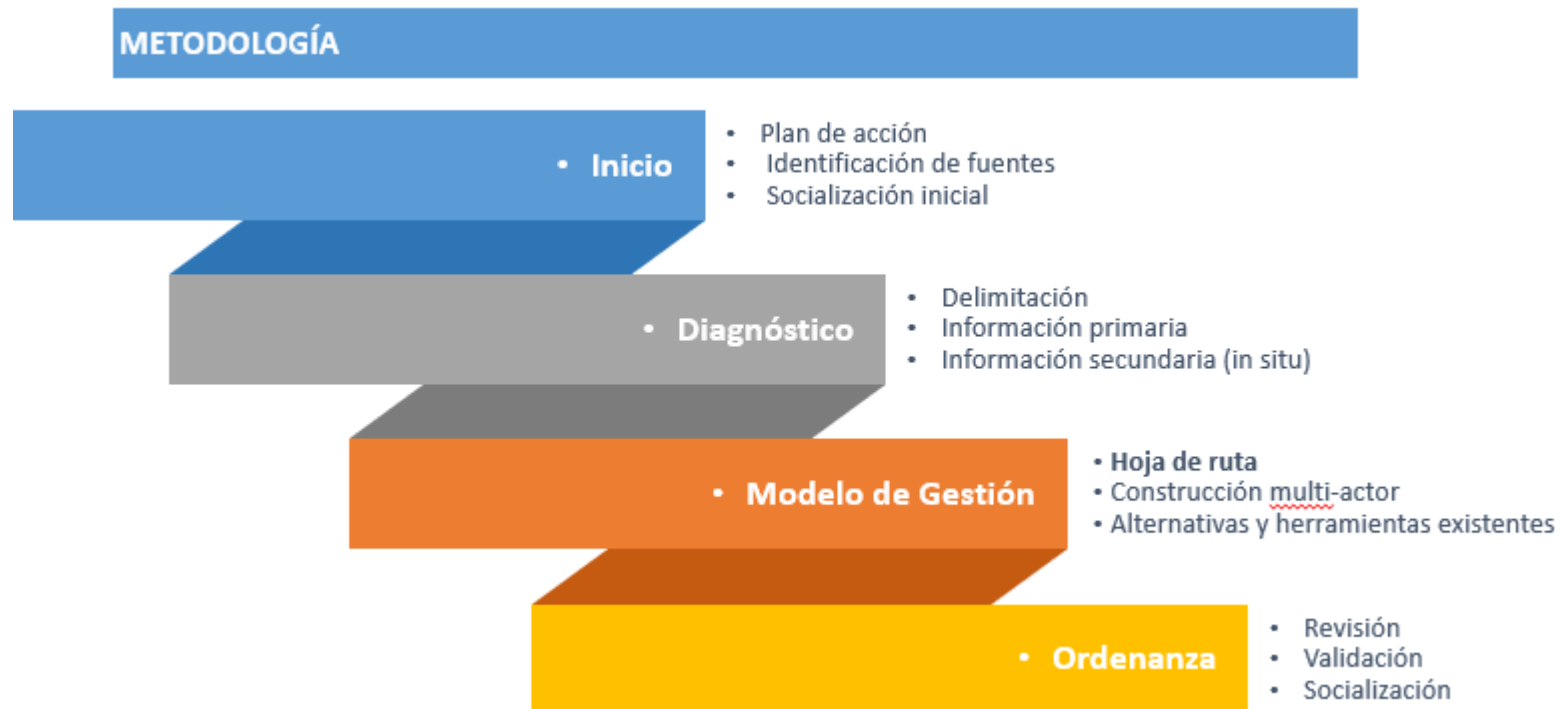 METODOLOGÍA
• Inicio
• Plan de acción
• Identificación de fuentes
• Socialización inicial
• Diagnóstico
• Delimitación
• Información primaria
• Información secundaria (in situ)
• Modelo de Gestión
• Hoja de ruta
• Construcción multi-actor
• Alternativas y herramientas existentes
• Ordenanza
• Revisión
• Validación
• Socialización